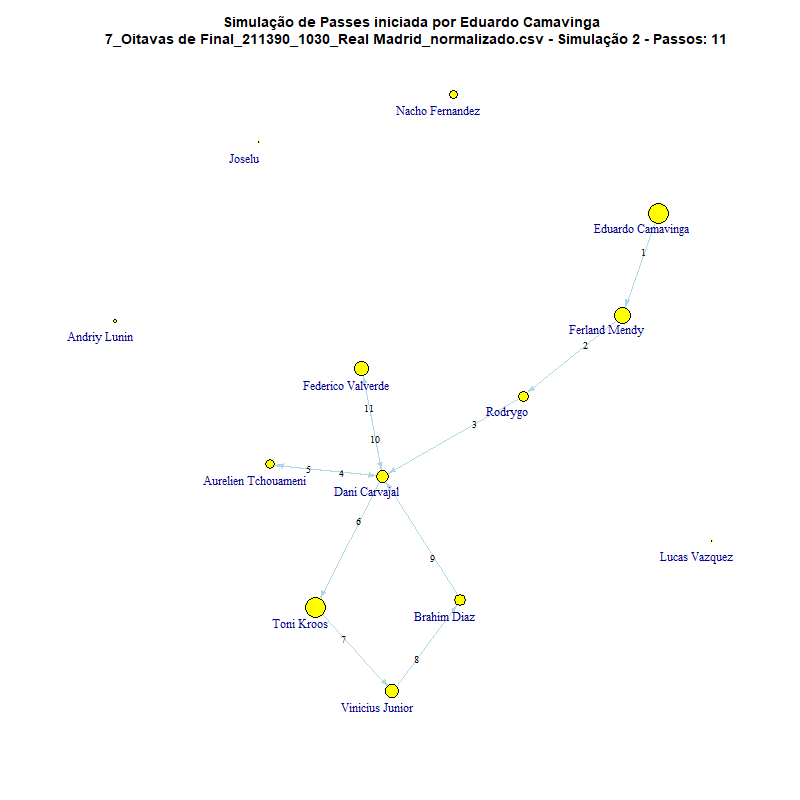 Simulação de Passes iniciada por Eduardo Camavinga
7_Oitavas de Final_211390_1030_Real Madrid_normalizado.csv - Simulação 2 - Passos: 11
Nacho Fernandez
Joselu
Eduardo Camavinga
1
Andriy Lunin
Ferland Mendy
2
Federico Valverde
11
Rodrygo
3
10
5
4
Aurelien Tchouameni
Dani Carvajal
6
9
Lucas Vazquez
Toni Kroos
Brahim Diaz
7
8
Vinicius Junior